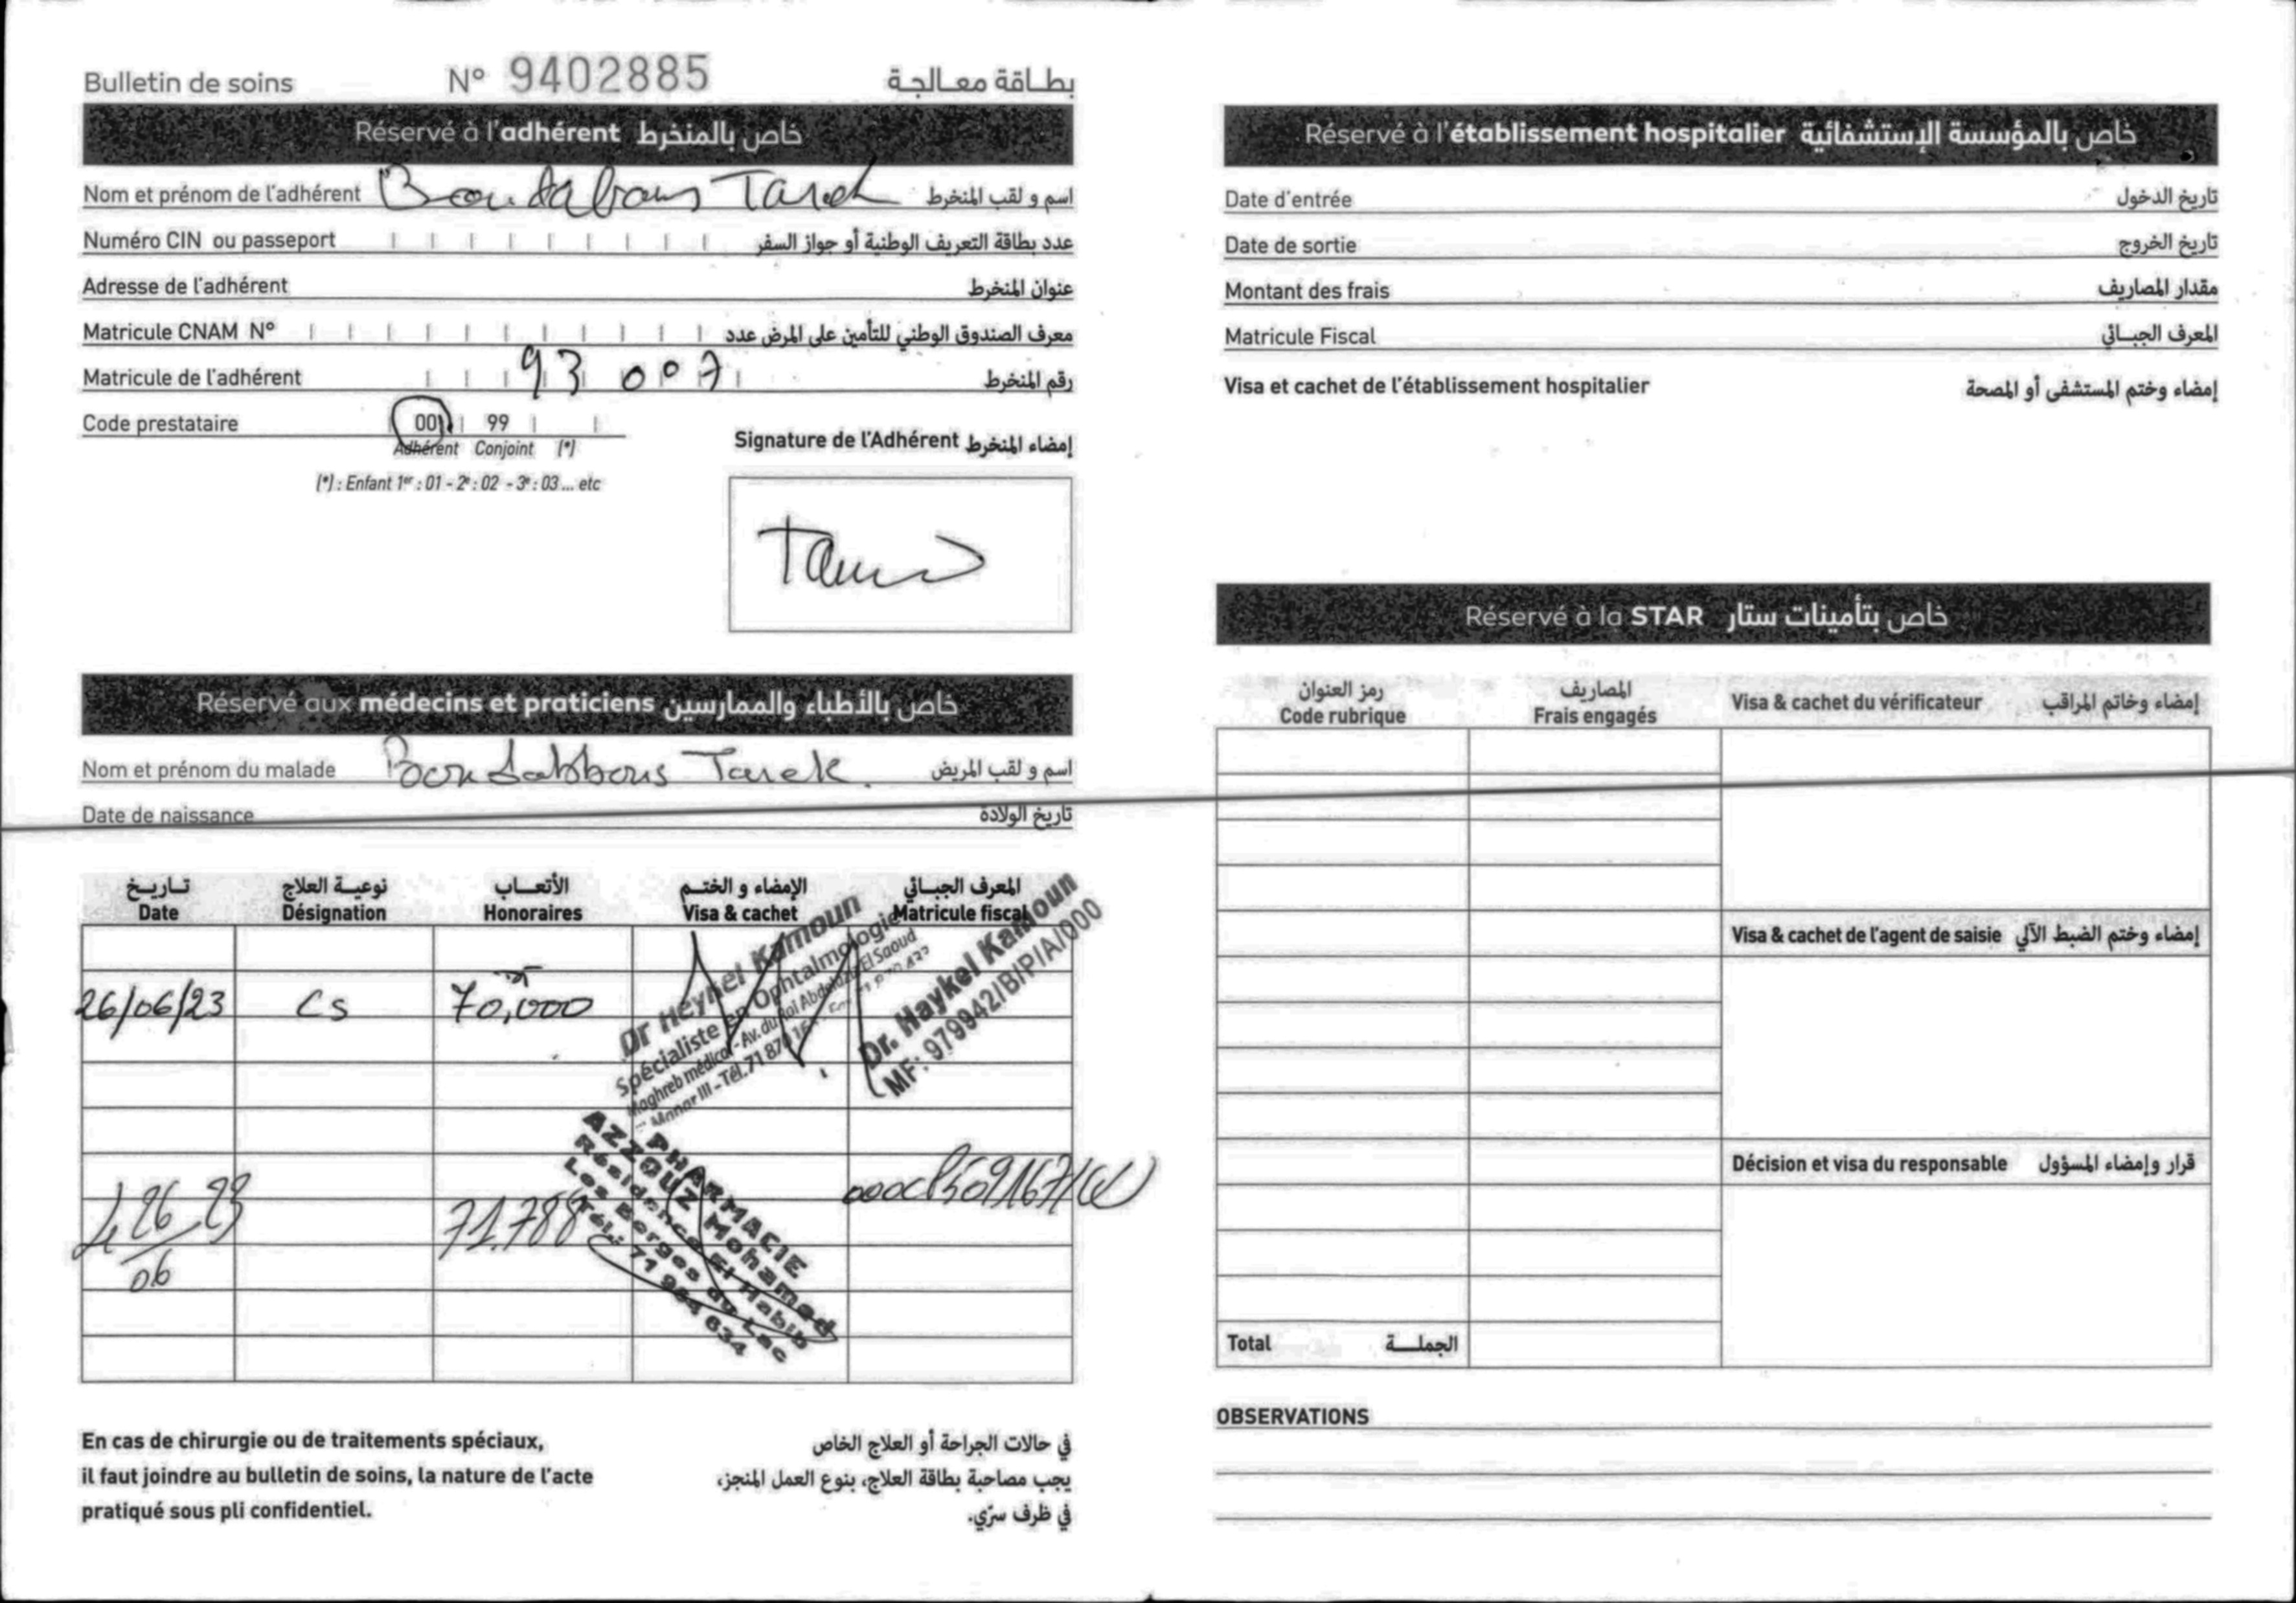 Bulletin de soins N° 9402885 بطاقة معالجة
Réservé à l'adhérent خاص بالمنخرط
Nom et prénom de l'adhérent Boudabous Tarek اسم و لقب المنخرط
Numéro CIN ou passeport عدد بطاقة التعريف الوطنية أو جواز السفر
Adresse de l'adhérent عنوان المنخرط
Matricule CNAM N° معرف الصندوق الوطني للتأمين على المرض عدد
Matricule de l'adhérent 93 007 رقم المنخرط
Code prestataire 00 99
Adhérent Conjoint (*)
(*) : Enfant 1er : 01 - 2e : 02 - 3e : 03 ... etc
Signature de l'Adhérent إمضاء المنخرط
Réservé aux médecins et praticiens خاص بالأطباء والممارسين
Nom et prénom du malade Boudabbous Tarek. اسم و لقب المريض
Date de naissance تاريخ الولادة
تاريخ نوعية العلاج الأتعاب الإمضاء و الختم المعرف الجبائي
Date Désignation Honoraires Visa & cachet Matricule fiscal
26/06/23 Cs 70,000
Dr Heykel Kamoun
Spécialiste en Ophtalmologie
Maghreb médical - Av. du Roi Abdelaziz El Saoud
Manar III - Tél. 71 870
Dr. Haykel Kamoun
MF: 979942/B/P/A/000
26 23
06
71.788
PHARMACIE
AZZOUZ Mohamed
Résidence El Habib
Les Berges du Lac
Tél.: 71 964 634
En cas de chirurgie ou de traitements spéciaux,
il faut joindre au bulletin de soins, la nature de l'acte
pratiqué sous pli confidentiel.
في حالات الجراحة أو العلاج الخاص
يجب مصاحبة بطاقة العلاج، بنوع العمل المنجز،
في ظرف سرّي.
Réservé à l'établissement hospitalier خاص بالمؤسسة الإستشفائية
Date d'entrée تاريخ الدخول
Date de sortie تاريخ الخروج
Montant des frais مقدار المصاريف
Matricule Fiscal المعرف الجبائي
Visa et cachet de l'établissement hospitalier إمضاء وختم المستشفى أو المصحة
Réservé à la STAR خاص بتأمينات ستار
رمز العنوان المصاريف
Code rubrique Frais engagés Visa & cachet du vérificateur إمضاء وخاتم المراقب
Visa & cachet de l'agent de saisie إمضاء وختم الضبط الآلي
Décision et visa du responsable قرار وإمضاء المسؤول
Total الجملة
OBSERVATIONS